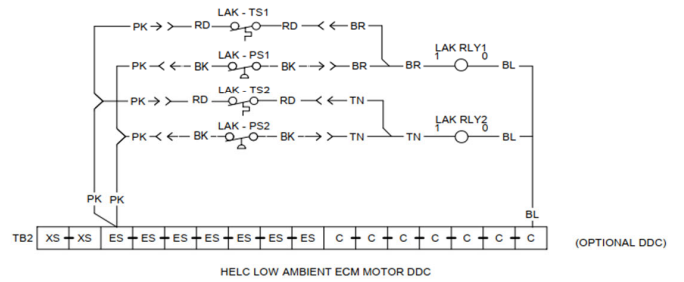 LAK - TS1
PK RD RD BR
LAK - PS1 LAK RLY1
PK BK BK BR BR 1 0 BL
LAK - TS2
PK RD RD TN
LAK - PS2 LAK RLY2
PK BK BK TN TN 1 0 BL
PK PK
BL
TB2 XS XS ES ES ES ES ES ES ES C C C C C C C (OPTIONAL DDC)
HELC LOW AMBIENT ECM MOTOR DDC